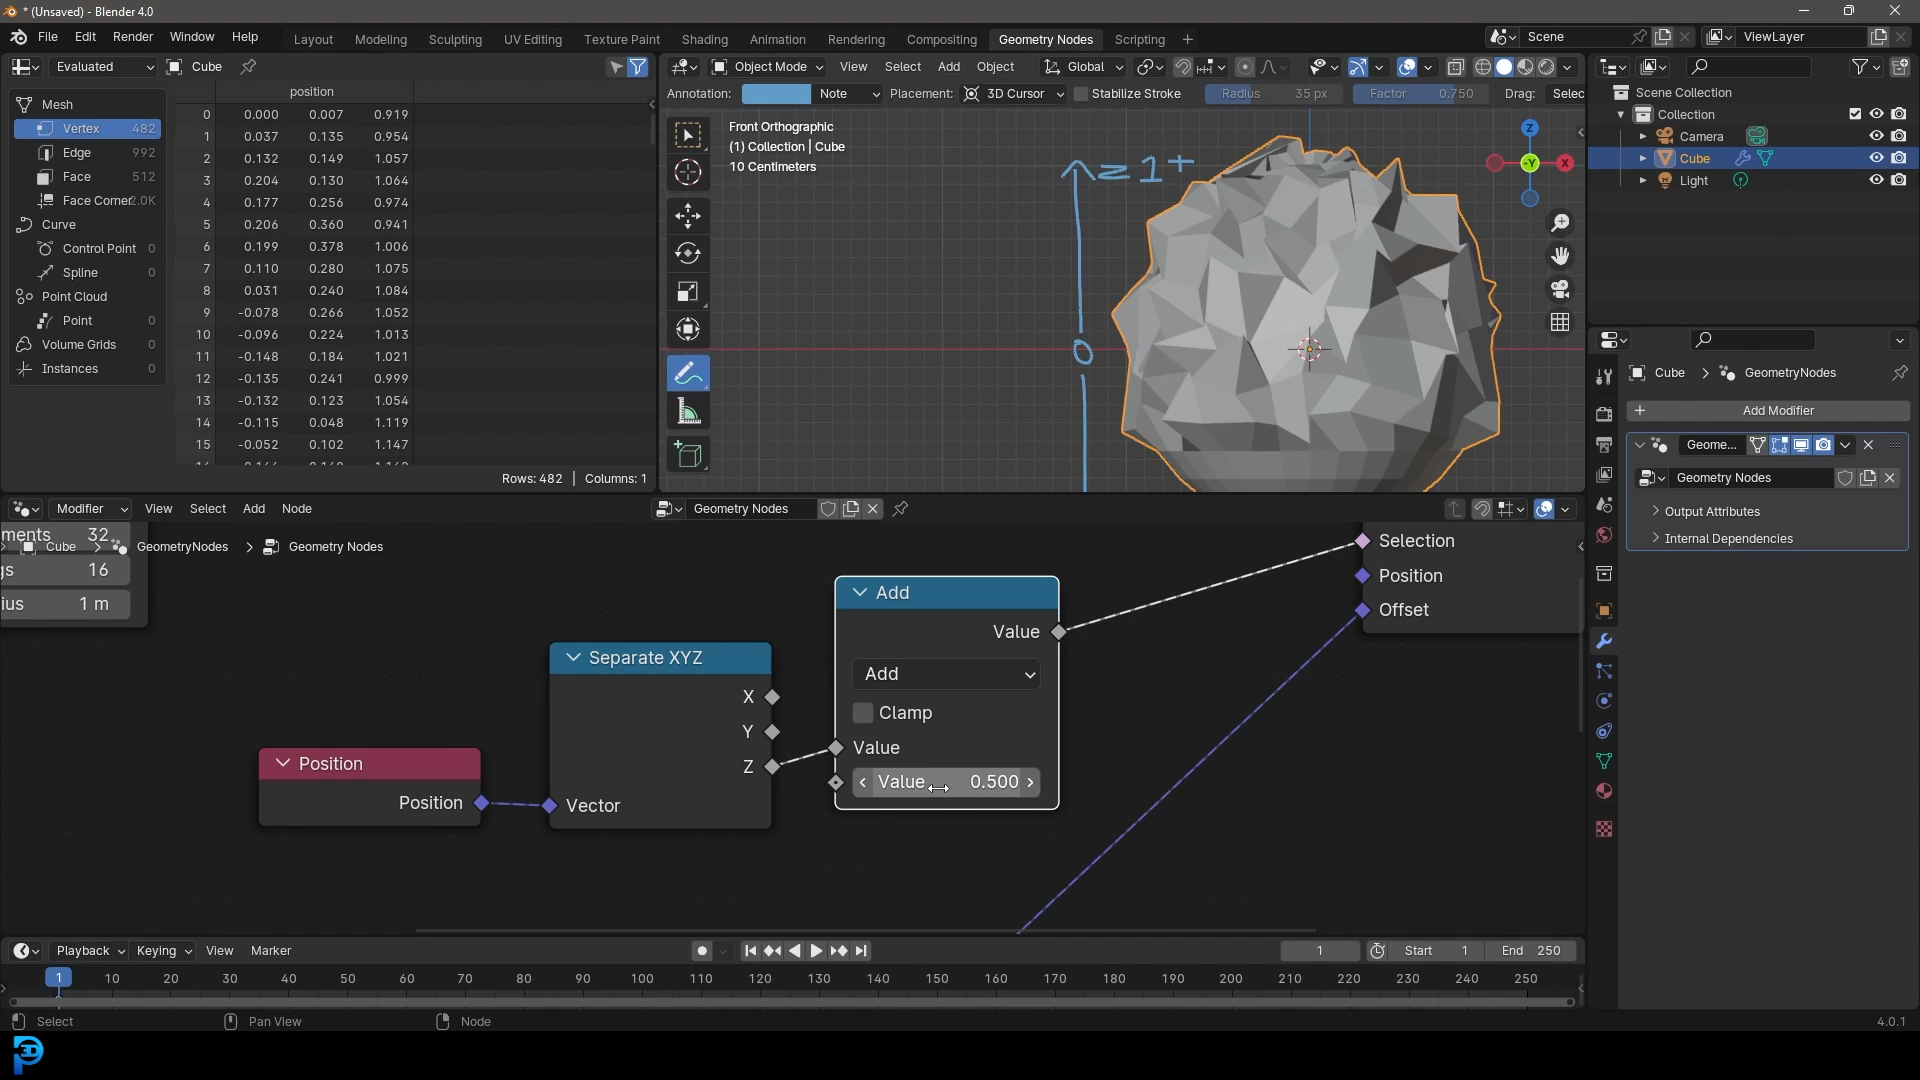 * (Unsaved) - Blender 4.0
File Edit Render Window Help Layout Modeling Sculpting UV Editing Texture Paint Shading Animation Rendering Compositing Geometry Nodes Scripting + Scene ViewLayer
Evaluated Cube
Object Mode View Select Add Object Global
Annotation: Note Placement: 3D Cursor Stabilize Stroke Radius 35 px Factor 0.750 Drag: Selec
Mesh
Vertex 482
Edge 992
Face 512
Face Corner 2.0K
Curve
Control Point 0
Spline 0
Point Cloud
Point 0
Volume Grids 0
Instances 0
position
0 0.000 0.007 0.919
1 0.037 0.135 0.954
2 0.132 0.149 1.057
3 0.204 0.130 1.064
4 0.177 0.256 0.974
5 0.206 0.360 0.941
6 0.199 0.378 1.006
7 0.110 0.280 1.075
8 0.031 0.240 1.084
9 -0.078 0.266 1.052
10 -0.096 0.224 1.013
11 -0.148 0.184 1.021
12 -0.135 0.241 0.999
13 -0.132 0.123 1.054
14 -0.115 0.048 1.119
15 -0.052 0.102 1.147
Rows: 482 | Columns: 1
Front Orthographic
(1) Collection | Cube
10 Centimeters
z 1+
0
Z
-Y
X
Scene Collection
Collection
Camera
Cube
Light
Cube > GeometryNodes
+ Add Modifier
Geome...
Geometry Nodes
Output Attributes
Internal Dependencies
Modifier View Select Add Node Geometry Nodes
ments 32
Cube > GeometryNodes > Geometry Nodes
gs 16
ius 1 m
Position
Position
Separate XYZ
X
Y
Z
Vector
Add
Value
Add
Clamp
Value
Value 0.500
Selection
Position
Offset
Playback Keying View Marker 1 Start 1 End 250
1 10 20 30 40 50 60 70 80 90 100 110 120 130 140 150 160 170 180 190 200 210 220 230 240 250
Select Pan View Node 4.0.1